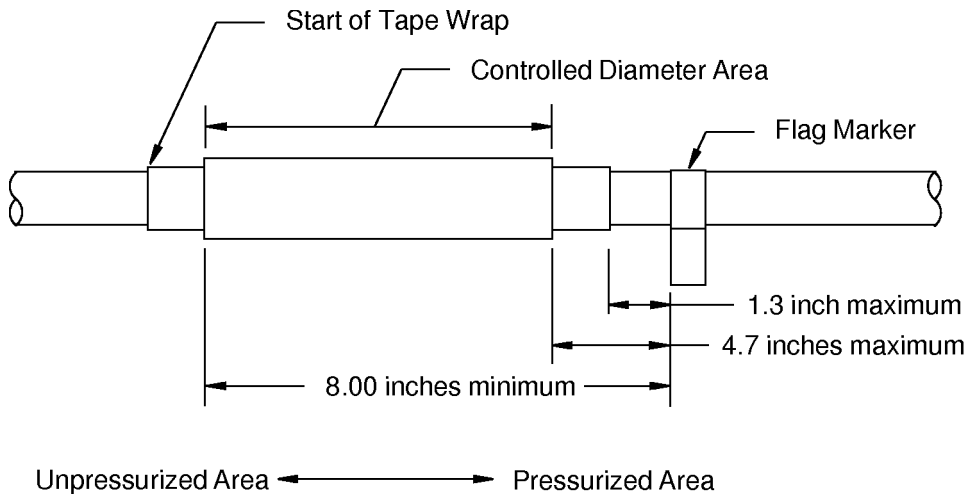 Start of Tape Wrap
Controlled Diameter Area
Flag Marker
1.3 inch maximum
4.7 inches maximum
8.00 inches minimum
Unpressurized Area
Pressurized Area